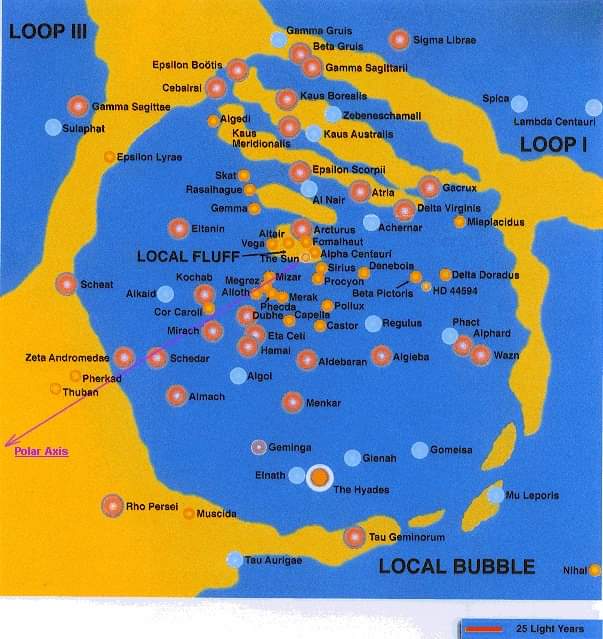 LOOP III
Gamma Gruis
Beta Gruis
Sigma Librae
Epsilon Boötis
Gamma Sagittarii
Cebalrai
Kaus Borealis
Spica
Gamma Sagittae
Zebeneschamali
Lambda Centauri
Algedi
Sulaphat
Kaus
Meridionalis
Kaus Australis
LOOP I
Epsilon Lyrae
Epsilon Scorpii
Skat
Rasalhague
Atria
Gacrux
Al Nair
Gemma
Delta Virginis
Miaplacidus
Achernar
Eltanin
Altair
Arcturus
Vega
Fomalhaut
LOCAL FLUFF
The Sun
Alpha Centauri
Sirius
Denebola
Kochab
Mizar
Megrez
Procyon
Delta Doradus
Scheat
Beta Pictoris
HD 44594
Alkaid
Alioth
Merak
Phecda
Pollux
Cor Caroli
Dubhe
Capella
Mirach
Castor
Regulus
Phact
Eta Ceti
Alphard
Hamal
Zeta Andromedae
Schedar
Aldebaran
Algieba
Wazn
Pherkad
Algol
Thuban
Almach
Menkar
Polar Axis
Geminga
Gienah
Gomeisa
Elnath
The Hyades
Mu Leporis
Rho Persei
Muscida
Tau Geminorum
Tau Aurigae
LOCAL BUBBLE
Nihal
25 Light Years